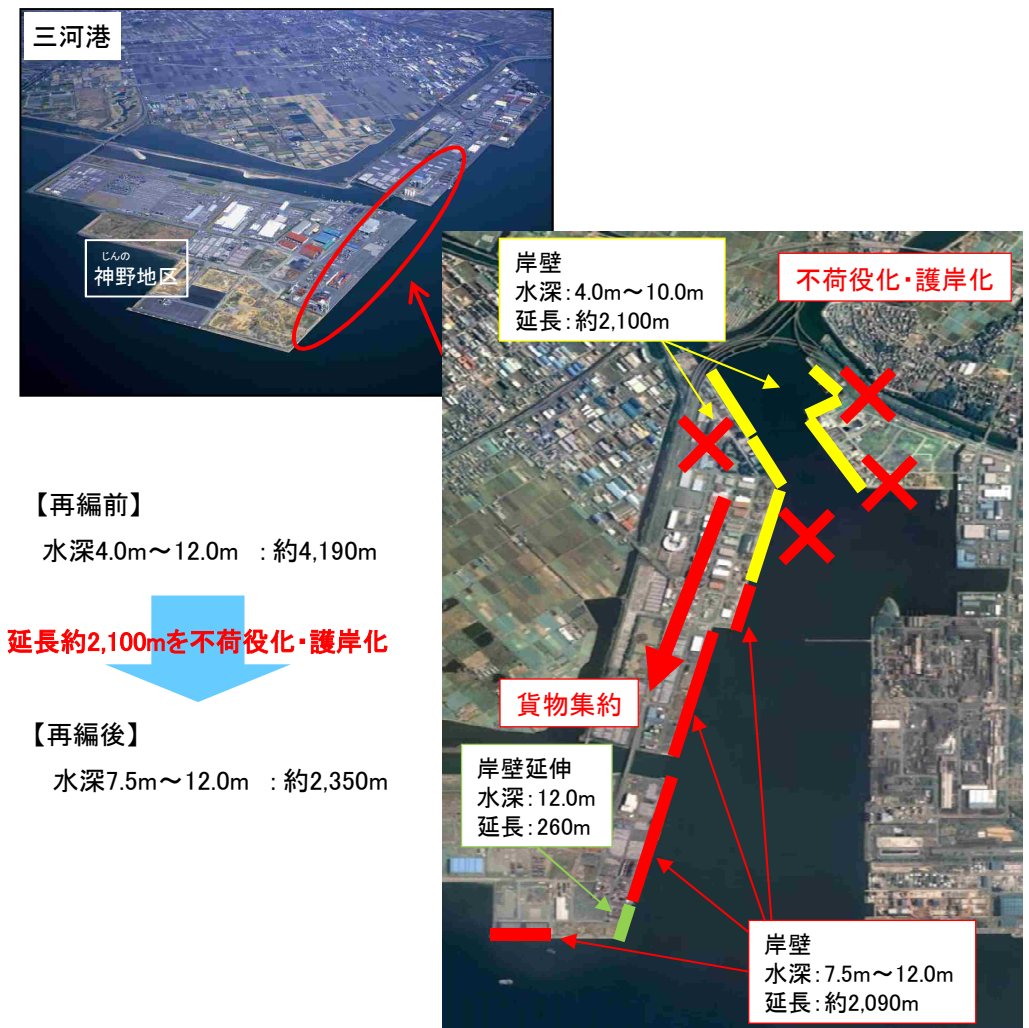 三河港
じんの
神野地区
岸壁
水深：4.0m～10.0m
延長：約2,100m
不荷役化・護岸化
【再編前】
水深4.0m～12.0m ：約4,190m
延長約2,100mを不荷役化・護岸化
【再編後】
水深7.5m～12.0m ：約2,350m
貨物集約
岸壁延伸
水深：12.0m
延長：260m
岸壁
水深：7.5m～12.0m
延長：約2,090m